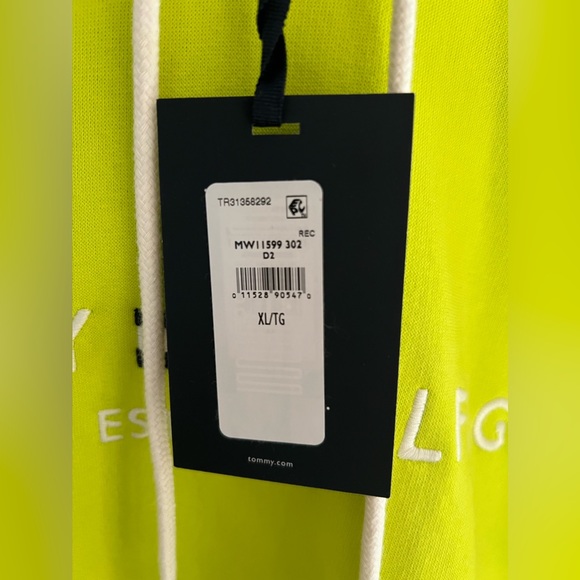 TR31358292
REC
MW11599 302
D2
0 11528 90547 0
XL/TG
Y
ES
LFG
tommy.com